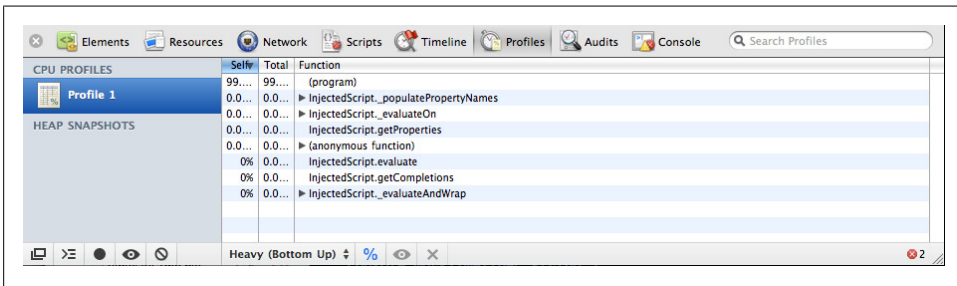 Elements Resources Network Scripts Timeline Profiles Audits Console Search Profiles
CPU PROFILES
Profile 1
HEAP SNAPSHOTS
Self Total Function
99.... 99.... (program)
0.0... 0.0... InjectedScript._populatePropertyNames
0.0... 0.0... InjectedScript._evaluateOn
0.0... 0.0... InjectedScript.getProperties
0.0... 0.0... (anonymous function)
0% 0.0... InjectedScript.evaluate
0% 0.0... InjectedScript.getCompletions
0% 0.0... InjectedScript._evaluateAndWrap
Heavy (Bottom Up) % 2